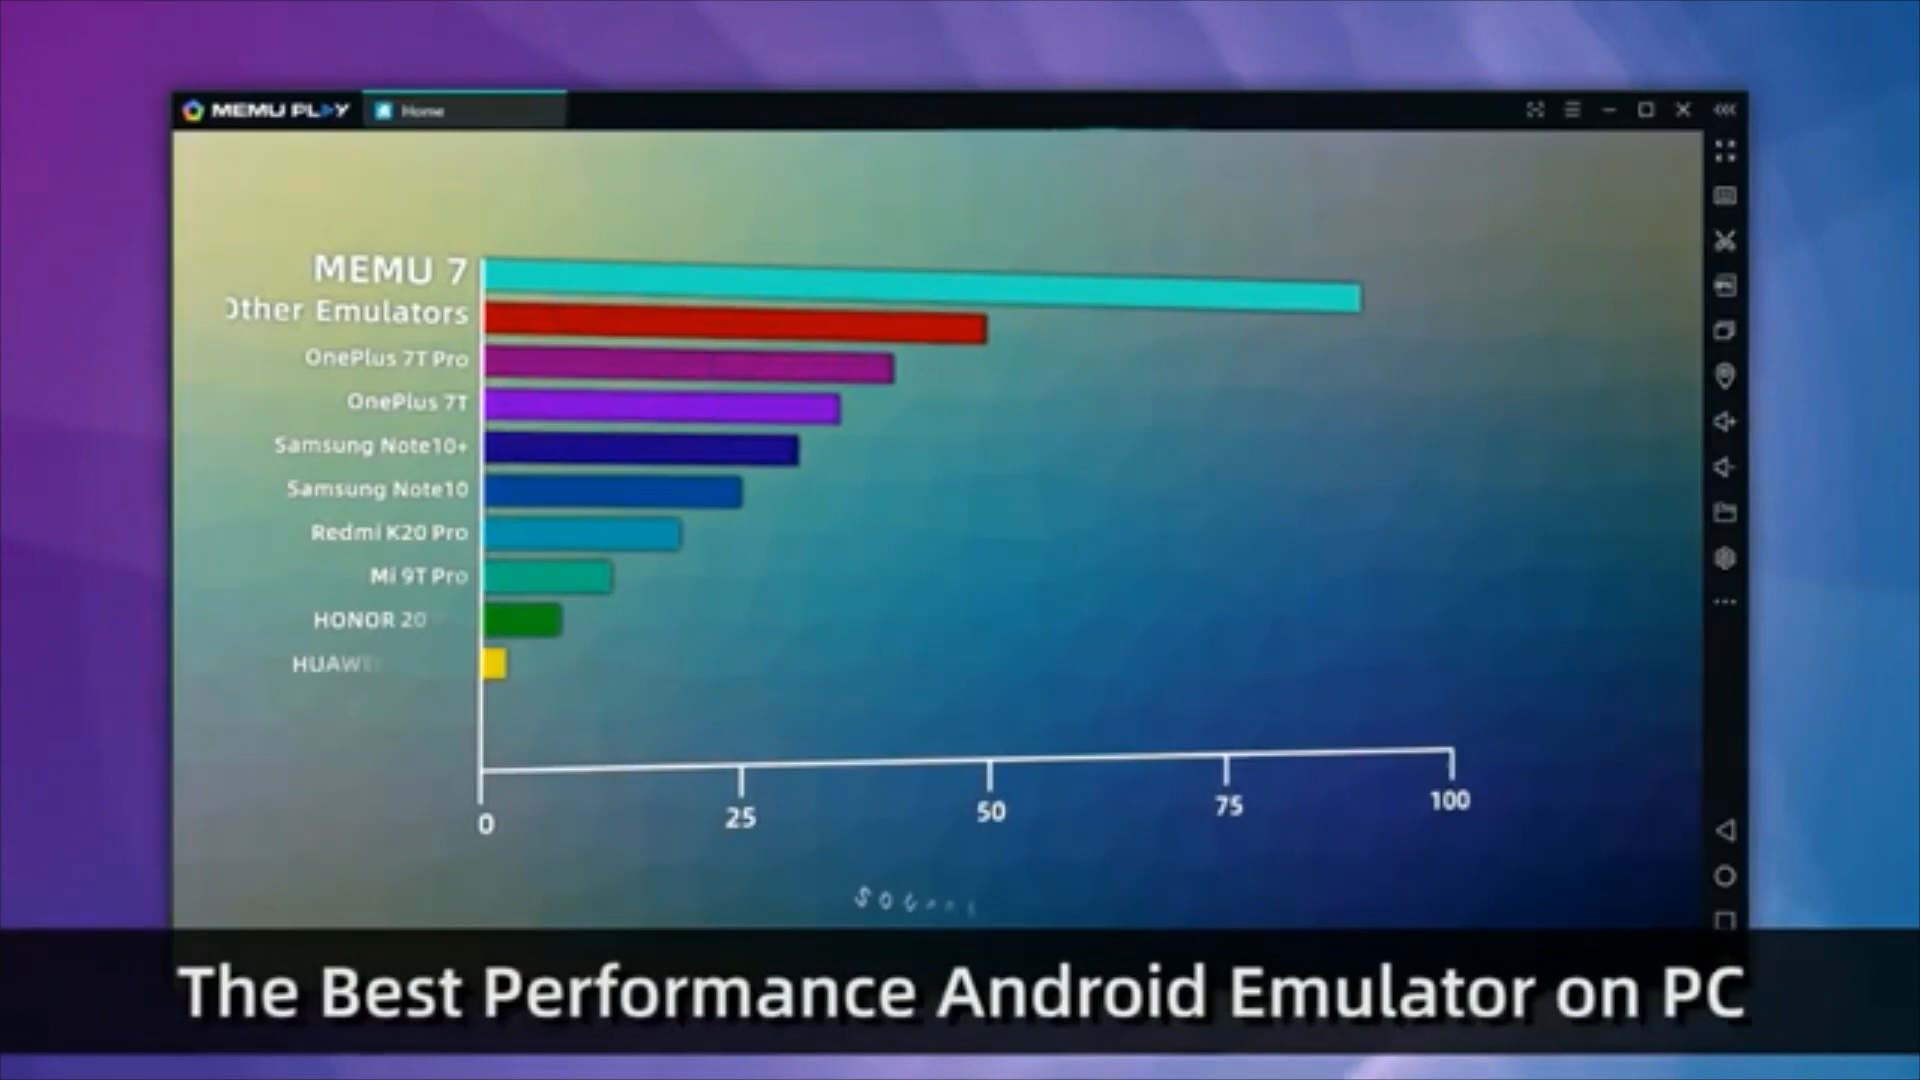 MEMU PLAY
Home
MEMU 7
Other Emulators
OnePlus 7T Pro
OnePlus 7T
Samsung Note10+
Samsung Note10
Redmi K20 Pro
Mi 9T Pro
HONOR 20
HUAWEI
0 25 50 75 100
The Best Performance Android Emulator on PC